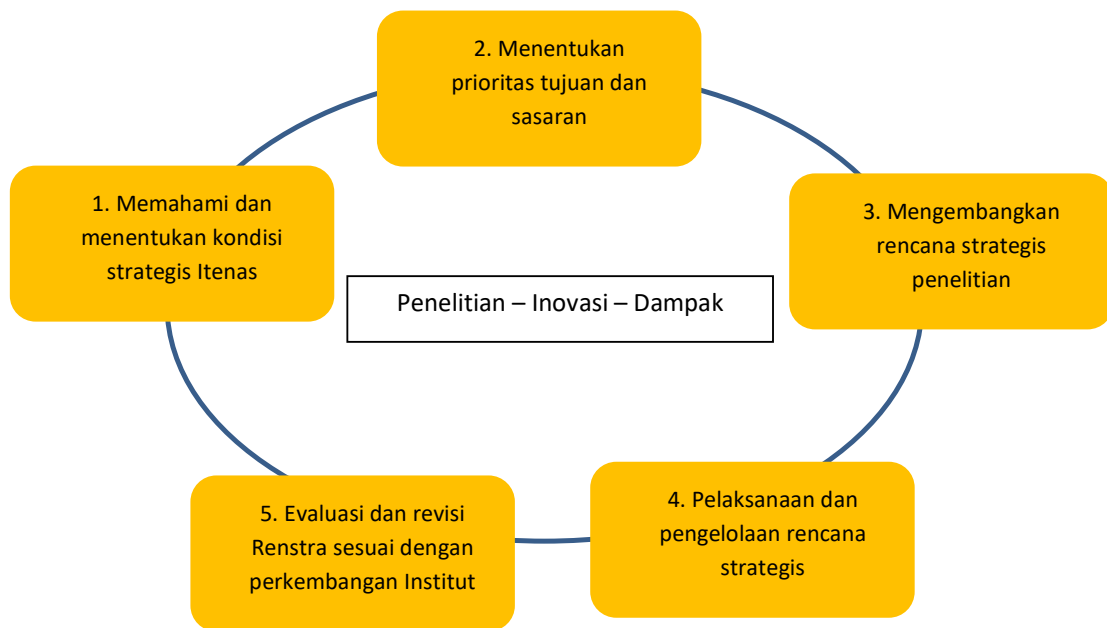 2. Menentukan
prioritas tujuan dan
sasaran
1. Memahami dan
menentukan kondisi
strategis Itenas
3. Mengembangkan
rencana strategis
penelitian
Penelitian – Inovasi – Dampak
5. Evaluasi dan revisi
Renstra sesuai dengan
perkembangan Institut
4. Pelaksanaan dan
pengelolaan rencana
strategis